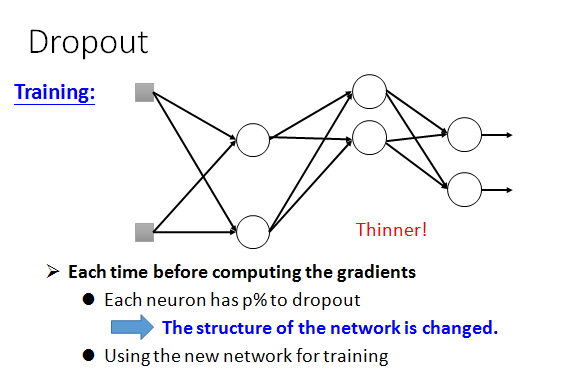 Dropout
Training:
Thinner!
➢ Each time before computing the gradients
● Each neuron has p% to dropout
The structure of the network is changed.
● Using the new network for training